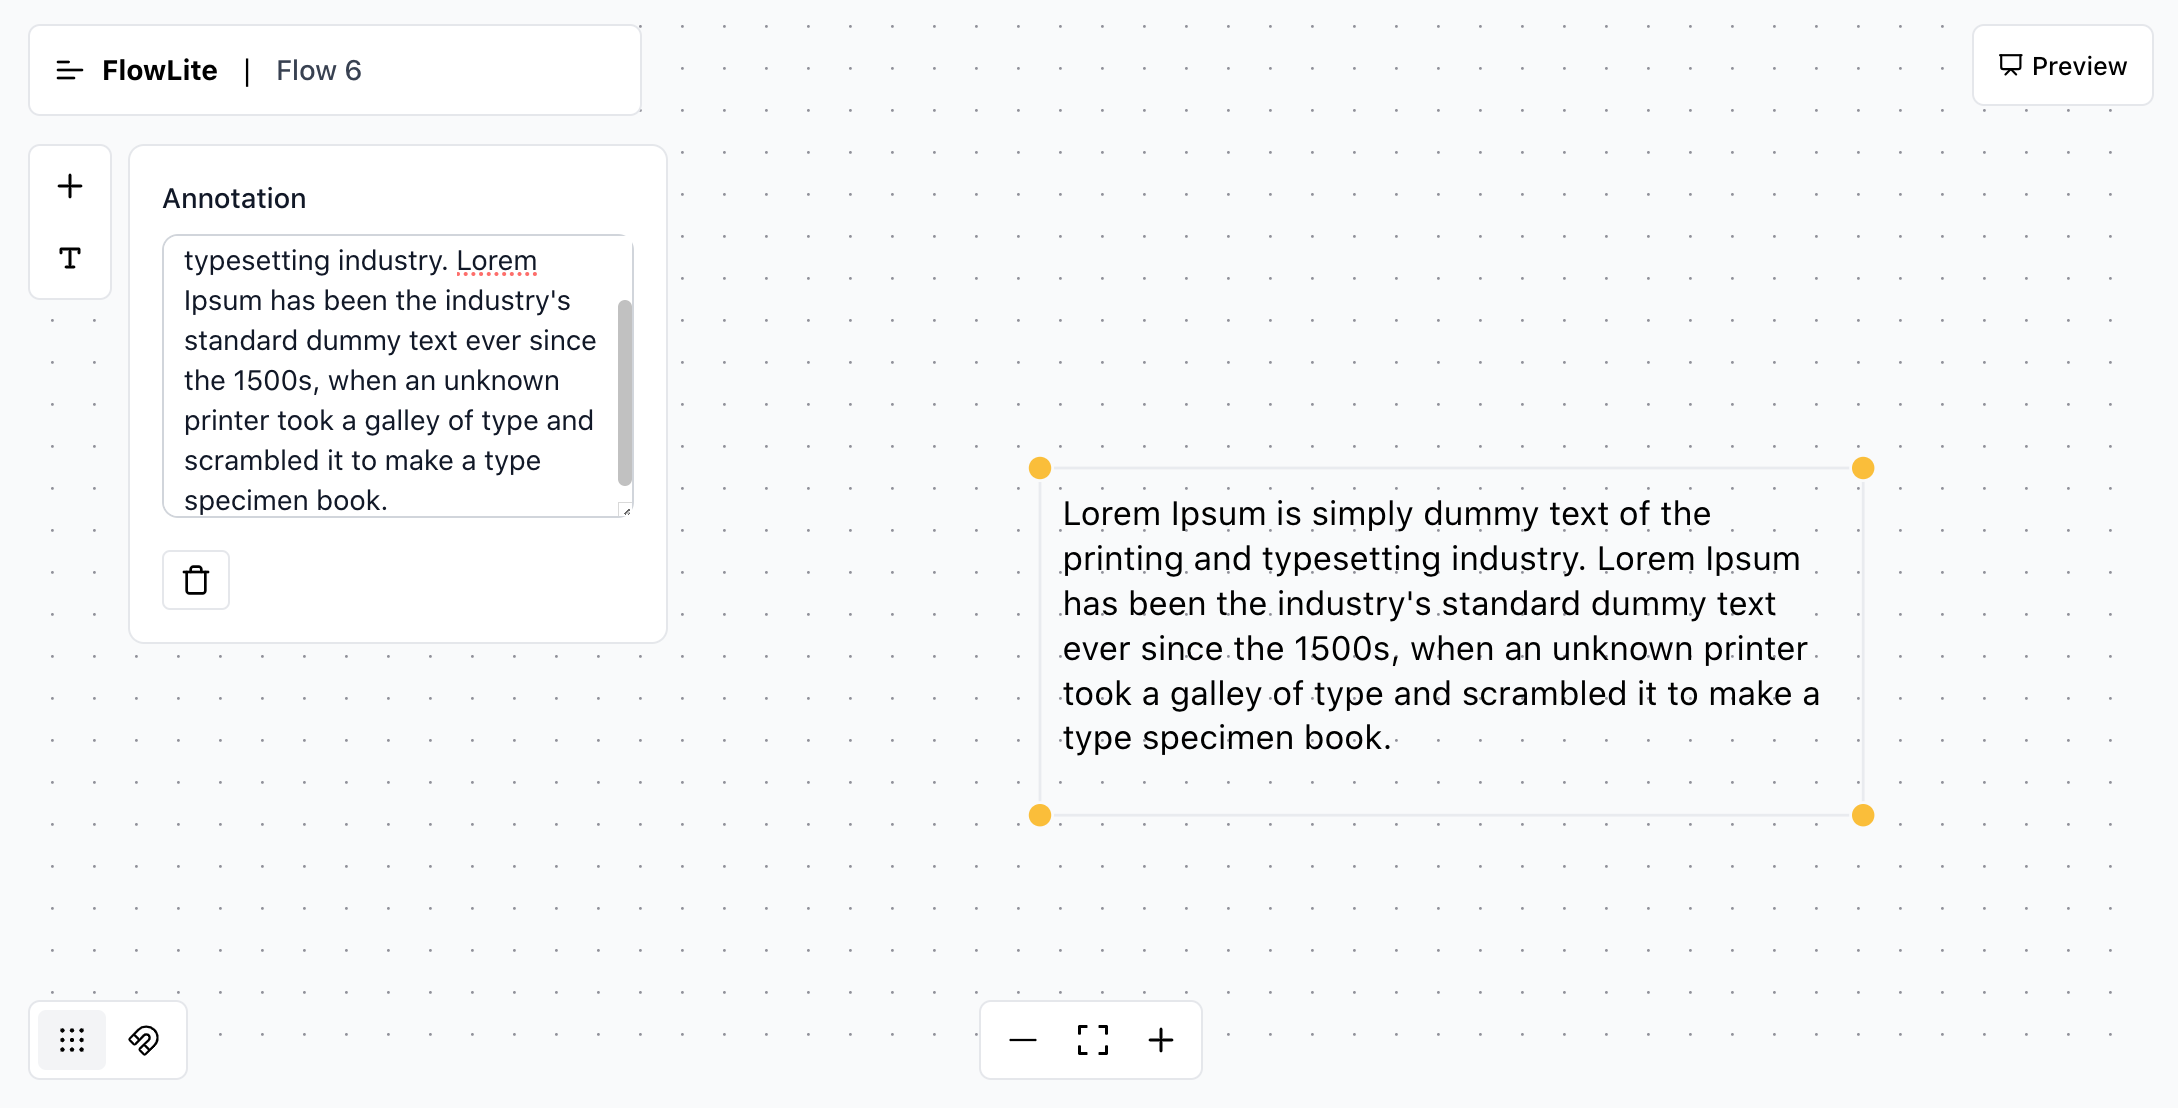 FlowLite | Flow 6
Preview
Annotation
typesetting industry. Lorem
Ipsum has been the industry's
standard dummy text ever since
the 1500s, when an unknown
printer took a galley of type and
scrambled it to make a type
specimen book.
Lorem Ipsum is simply dummy text of the
printing and typesetting industry. Lorem Ipsum
has been the industry's standard dummy text
ever since the 1500s, when an unknown printer
took a galley of type and scrambled it to make a
type specimen book.